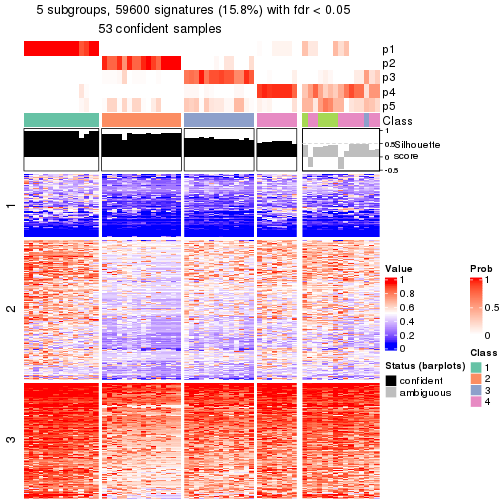 5 subgroups, 59600 signatures (15.8%) with fdr < 0.05
53 confident samples
p1
p2
p3
p4
p5
Class
1
0.5
0
-0.5
Silhouette
score
1
2
3
Value
1
0.8
0.6
0.4
0.2
0
Prob
1
0.5
0
Status (barplots)
confident
ambiguous
Class
1
2
3
4